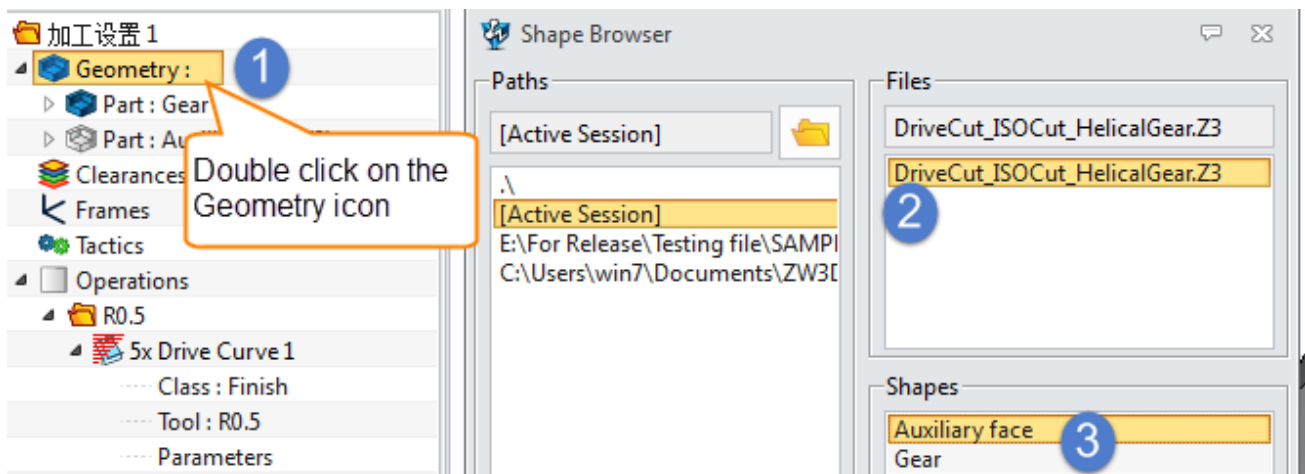 加工设置 1
Geometry :
1
Part : Gear
Part : Au
Clearances
Frames
Tactics
Operations
R0.5
5x Drive Curve 1
Class : Finish
Tool : R0.5
Parameters
Double click on the
Geometry icon
Shape Browser
Paths
[Active Session]
.\
[Active Session]
E:\For Release\Testing file\SAMPI
C:\Users\win7\Documents\ZW3D
Files
DriveCut_ISOCut_HelicalGear.Z3
DriveCut_ISOCut_HelicalGear.Z3
2
Shapes
Auxiliary face
3
Gear